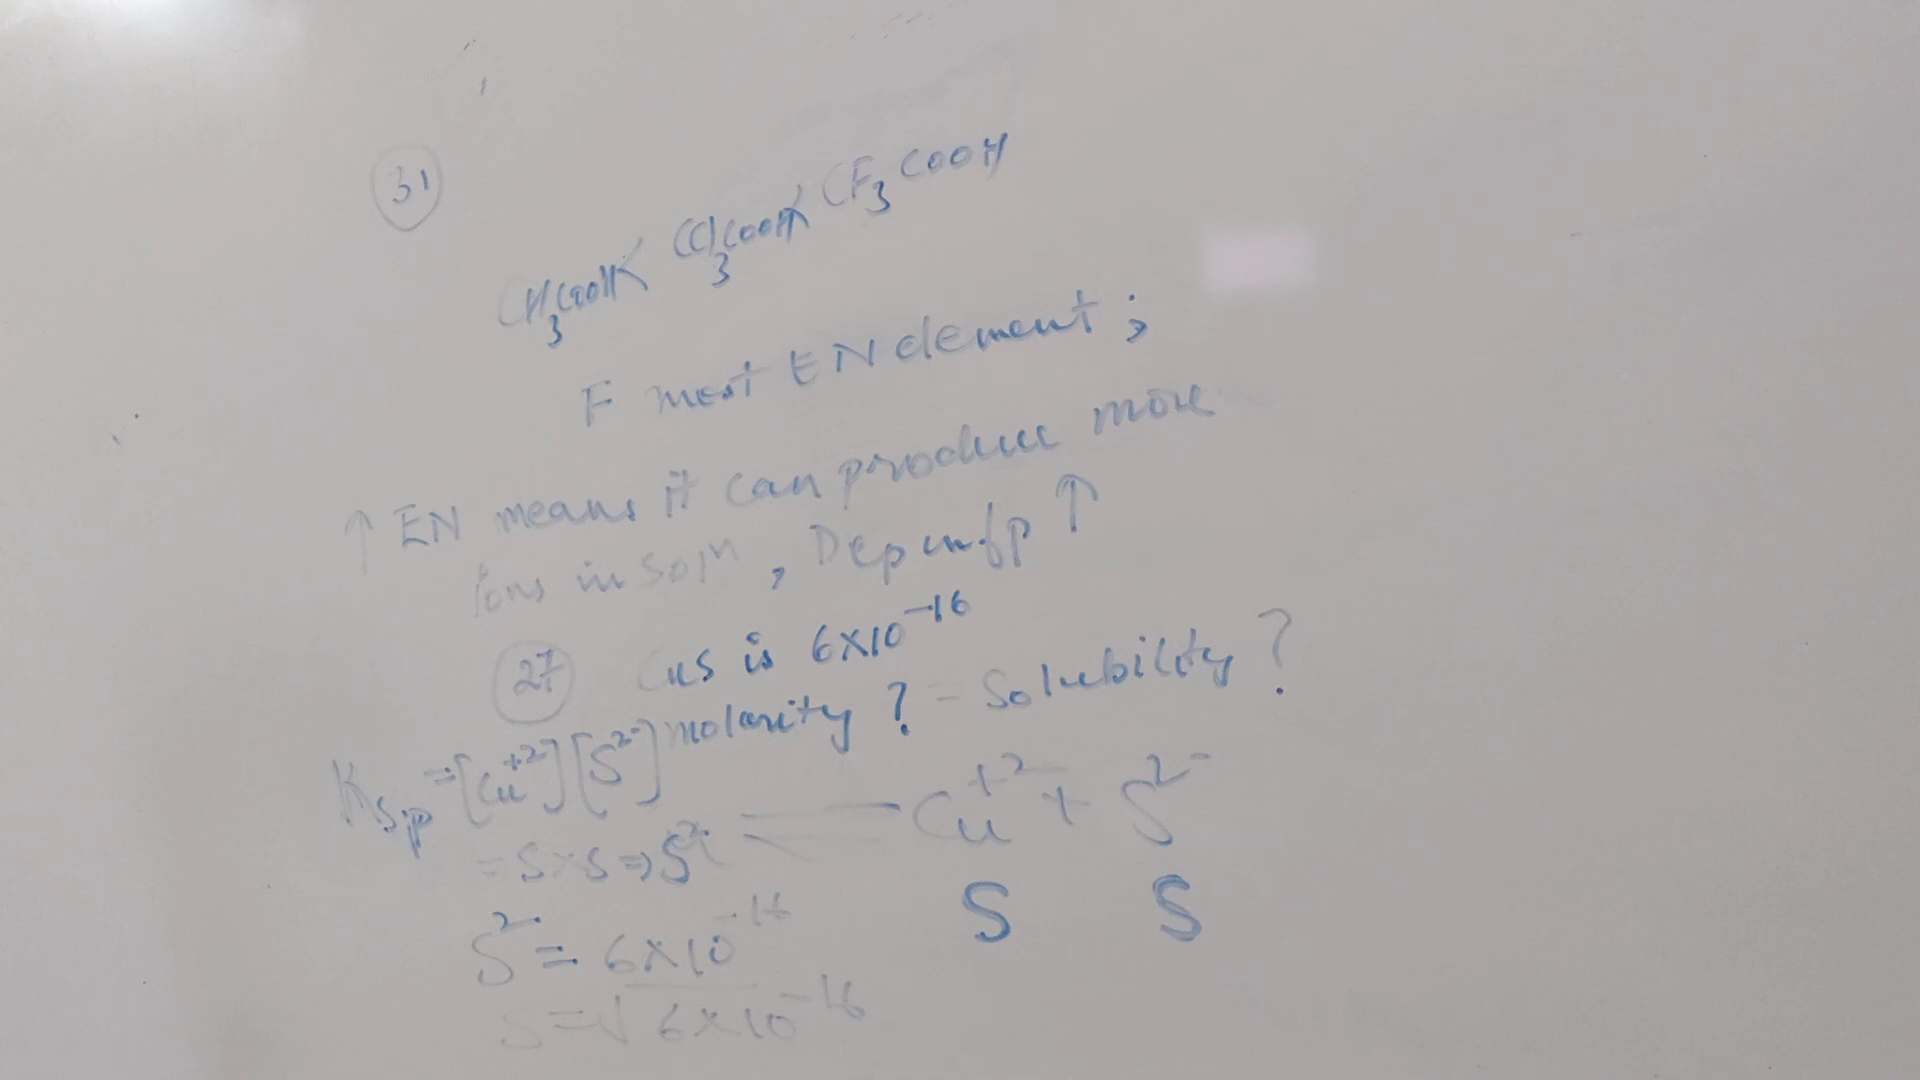 31
CH3COOH < CCl3COOH < CF3COOH
F most EN element;
↑ EN means it can produce more
ions in solⁿ, Dep in fp ↑
27 CuS is 6×10⁻¹⁶
molarity? = Solubility?
Ksp = [Cu⁺²][S²⁻]
⇌ Cu⁺² + S²⁻
= S×S ⇒ S²
S S
S² = 6×10⁻¹⁶
S = √6×10⁻¹⁶